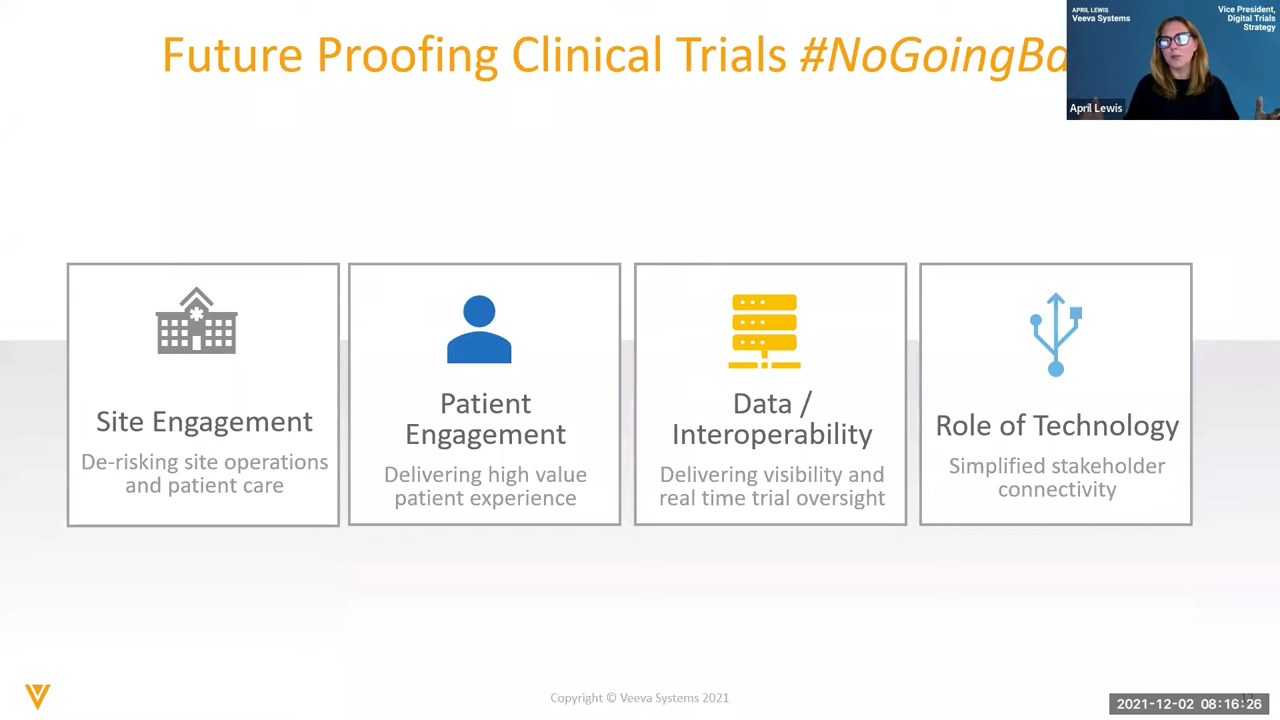 Future Proofing Clinical Trials #NoGoingBa
APRIL LEWIS
Veeva Systems
Vice President,
Digital Trials
Strategy
April Lewis
Site Engagement
De-risking site operations
and patient care
Patient
Engagement
Delivering high value
patient experience
Data /
Interoperability
Delivering visibility and
real time trial oversight
Role of Technology
Simplified stakeholder
connectivity
Copyright © Veeva Systems 2021
2021-12-02 08:16:26